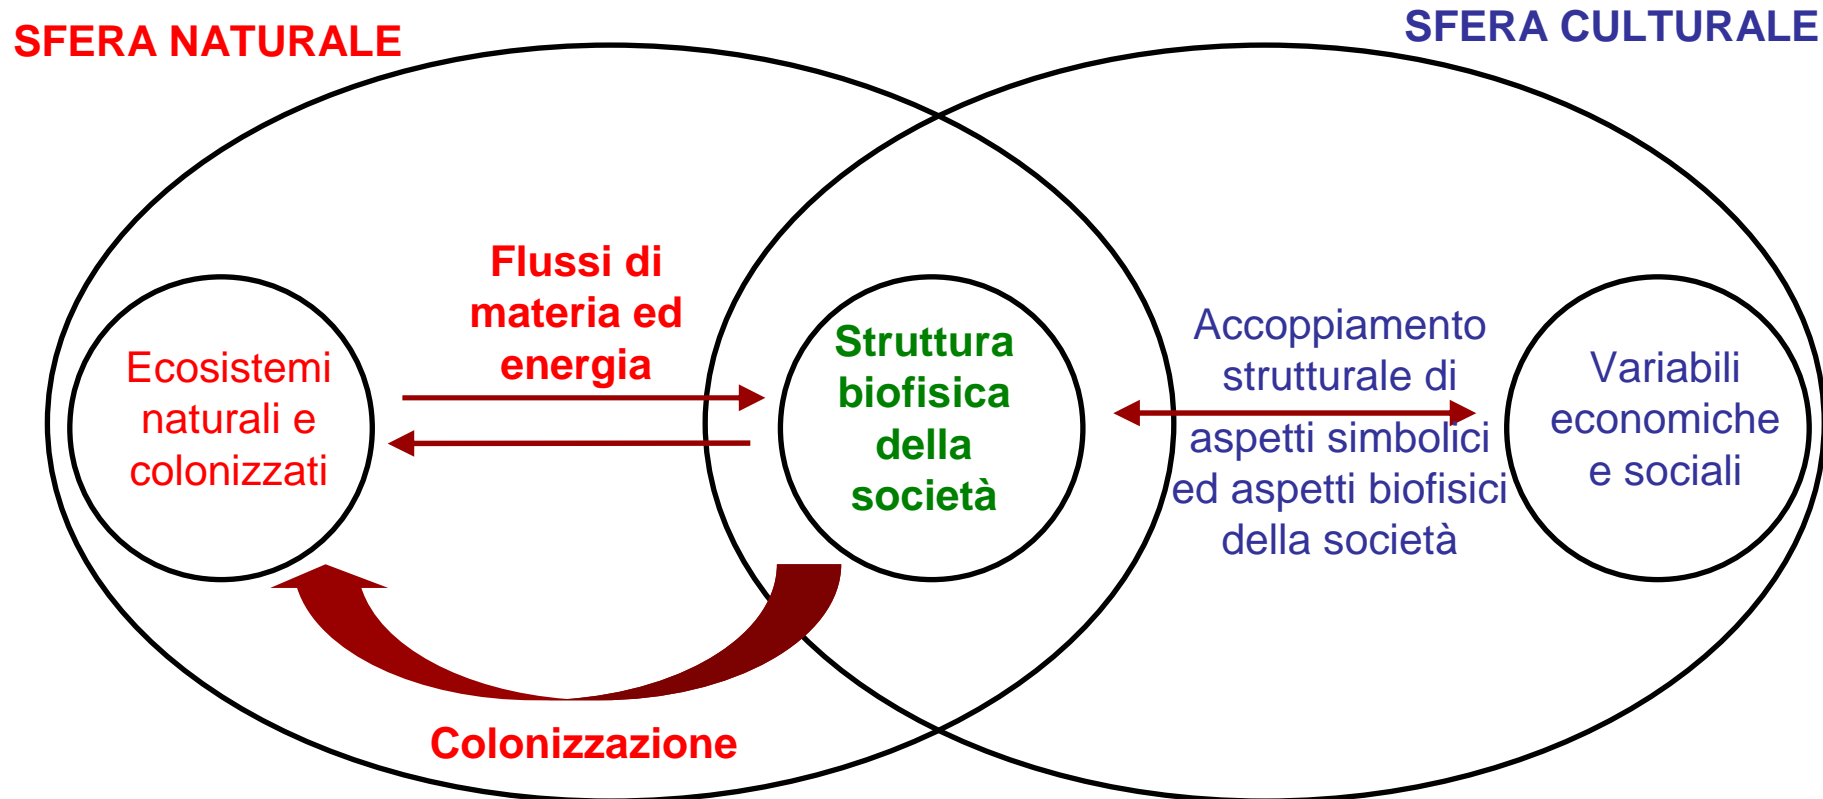 SFERA NATURALE
SFERA CULTURALE
Flussi di
materia ed
energia
Ecosistemi
naturali e
colonizzati
Struttura
biofisica
della
società
Accoppiamento
strutturale di
aspetti simbolici
ed aspetti biofisici
della società
Variabili
economiche
e sociali
Colonizzazione